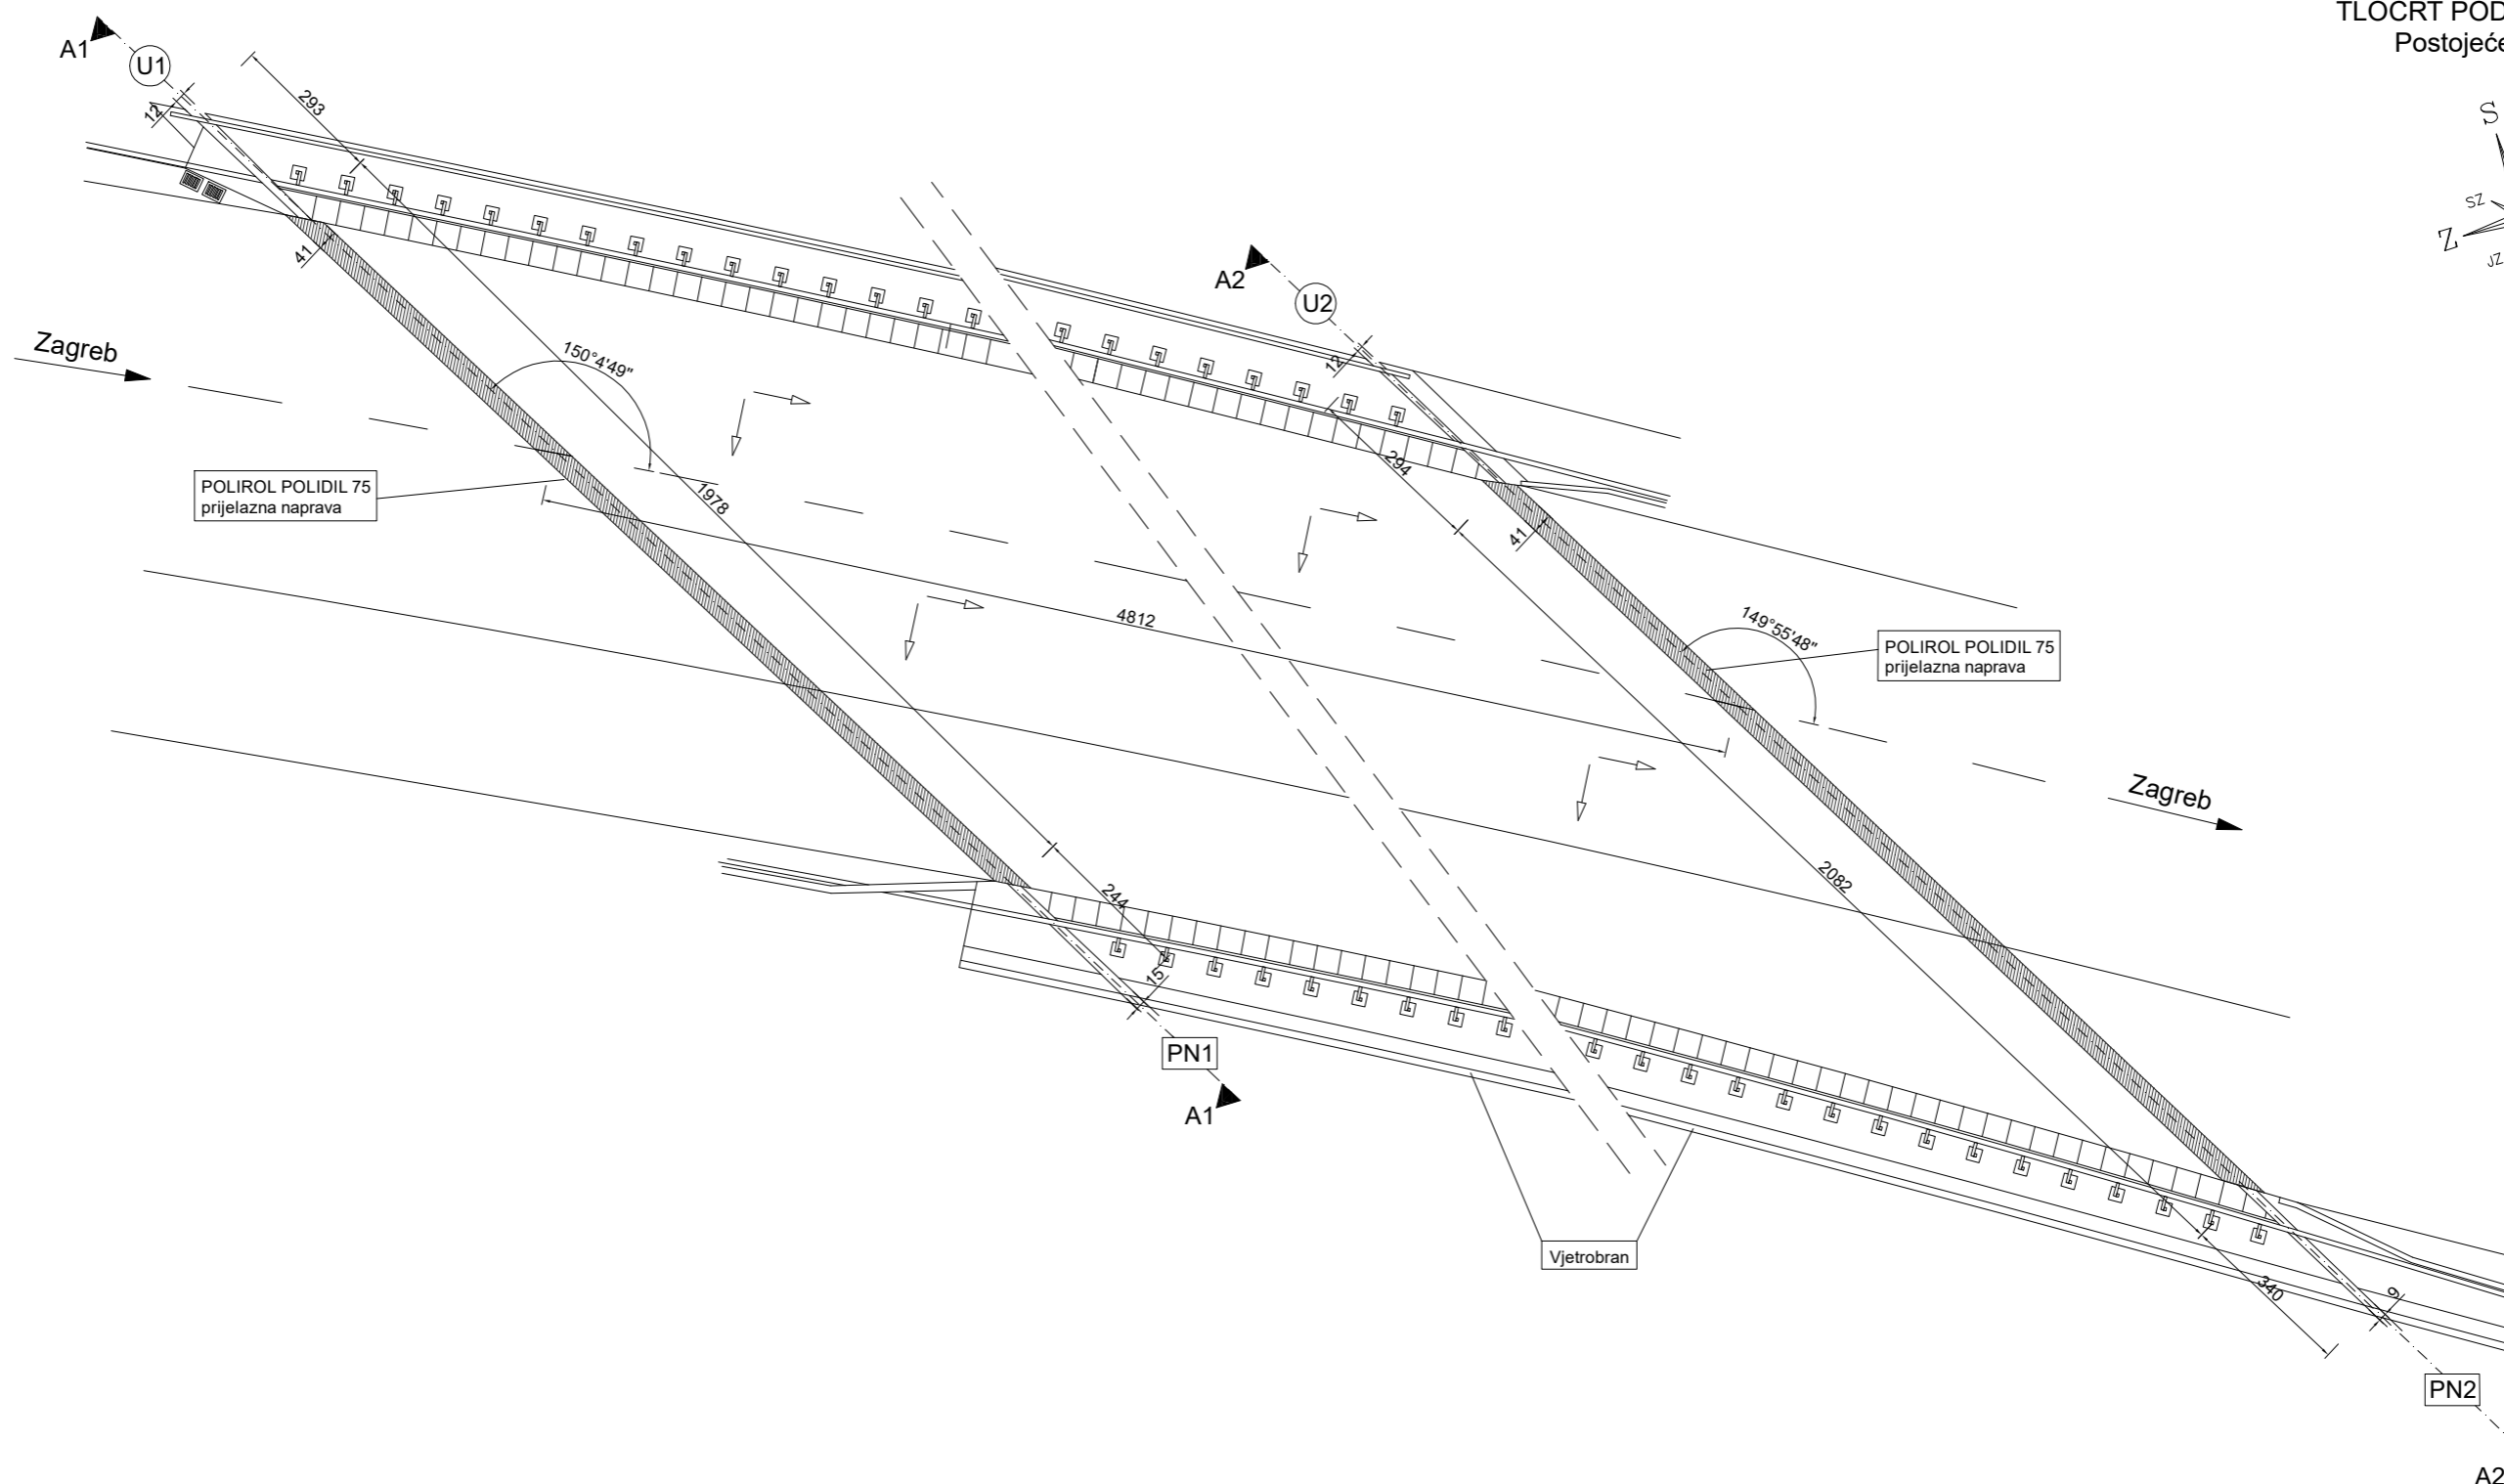 TLOCRT POD
Postojeće
A1
U1
293
12
S
SZ
Z
JZ
41
A2
U2
12
Zagreb
150°4'49"
294
POLIROL POLIDIL 75
prijelazna naprava
1978
41
4812
149°55'48"
POLIROL POLIDIL 75
prijelazna naprava
Zagreb
2082
244
15
PN1
A1
Vjetrobran
340
9
PN2
A2